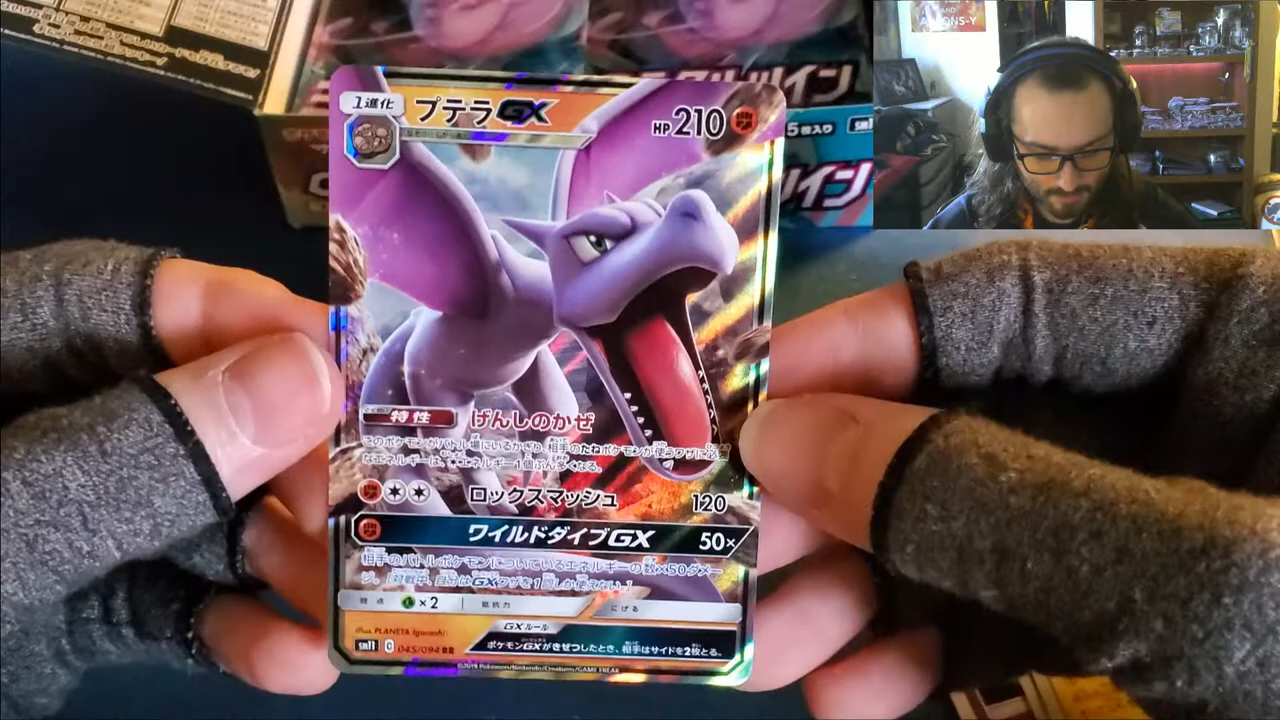 AND
ALLONS-Y
5枚入り
ツイン
1進化
プテラGX
HP210
特性 げんしのかぜ
このポケモンがバトル場にいるかぎり、相手のたねポケモンが使うワザに必要
なエネルギーは、エネルギー1個ぶん多くなる。
ロックスマッシュ 120
ワイルドダイブGX 50×
相手のバトルポケモンについているエネルギーの数×50ダメー
ジ。[対戦中、自分はGXワザを1回しか使えない。]
弱点 ×2 抵抗力 にげる
GXルール
ポケモンGXがきぜつしたとき、相手はサイドを2枚とる。
illus. PLANETA Igarashi
sm11 C 045/094 RR
©2019 Pokémon/Nintendo/Creatures/GAME FREAK